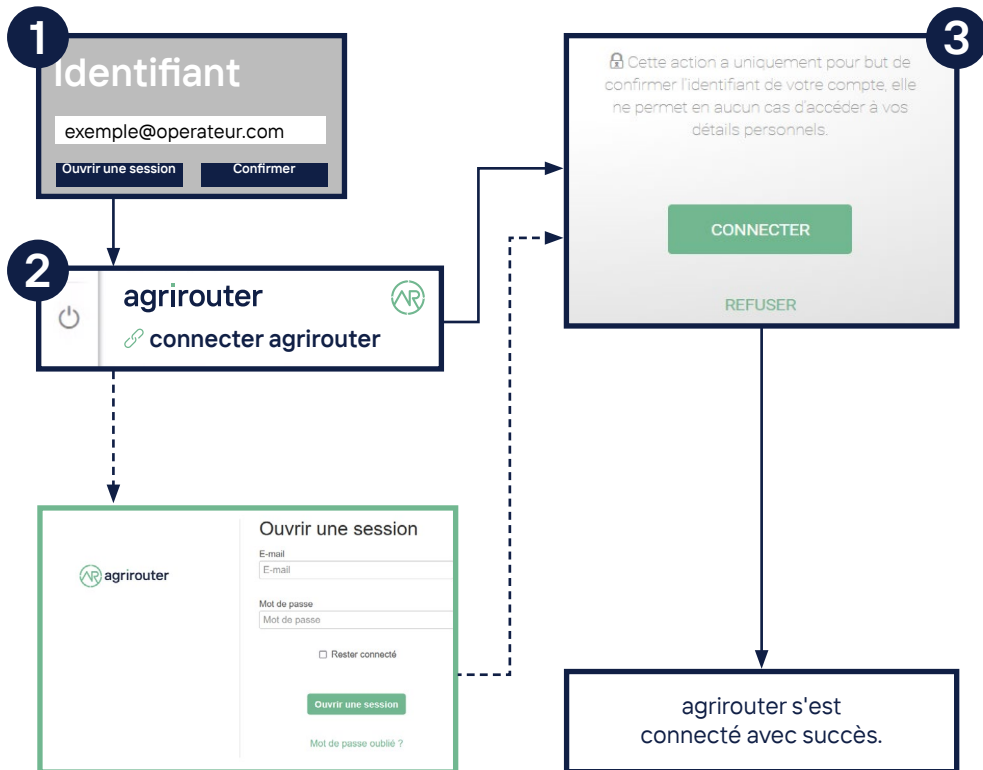 1
Identifiant
exemple@operateur.com
Ouvrir une session
Confirmer
2
agrirouter
AR
connecter agrirouter
AR agrirouter
Ouvrir une session
E-mail
E-mail
Mot de passe
Mot de passe
Rester connecté
Ouvrir une session
Mot de passe oublié ?
3
Cette action a uniquement pour but de
confirmer l'identifiant de votre compte, elle
ne permet en aucun cas d'accéder à vos
détails personnels.
CONNECTER
REFUSER
agrirouter s'est
connecté avec succès.